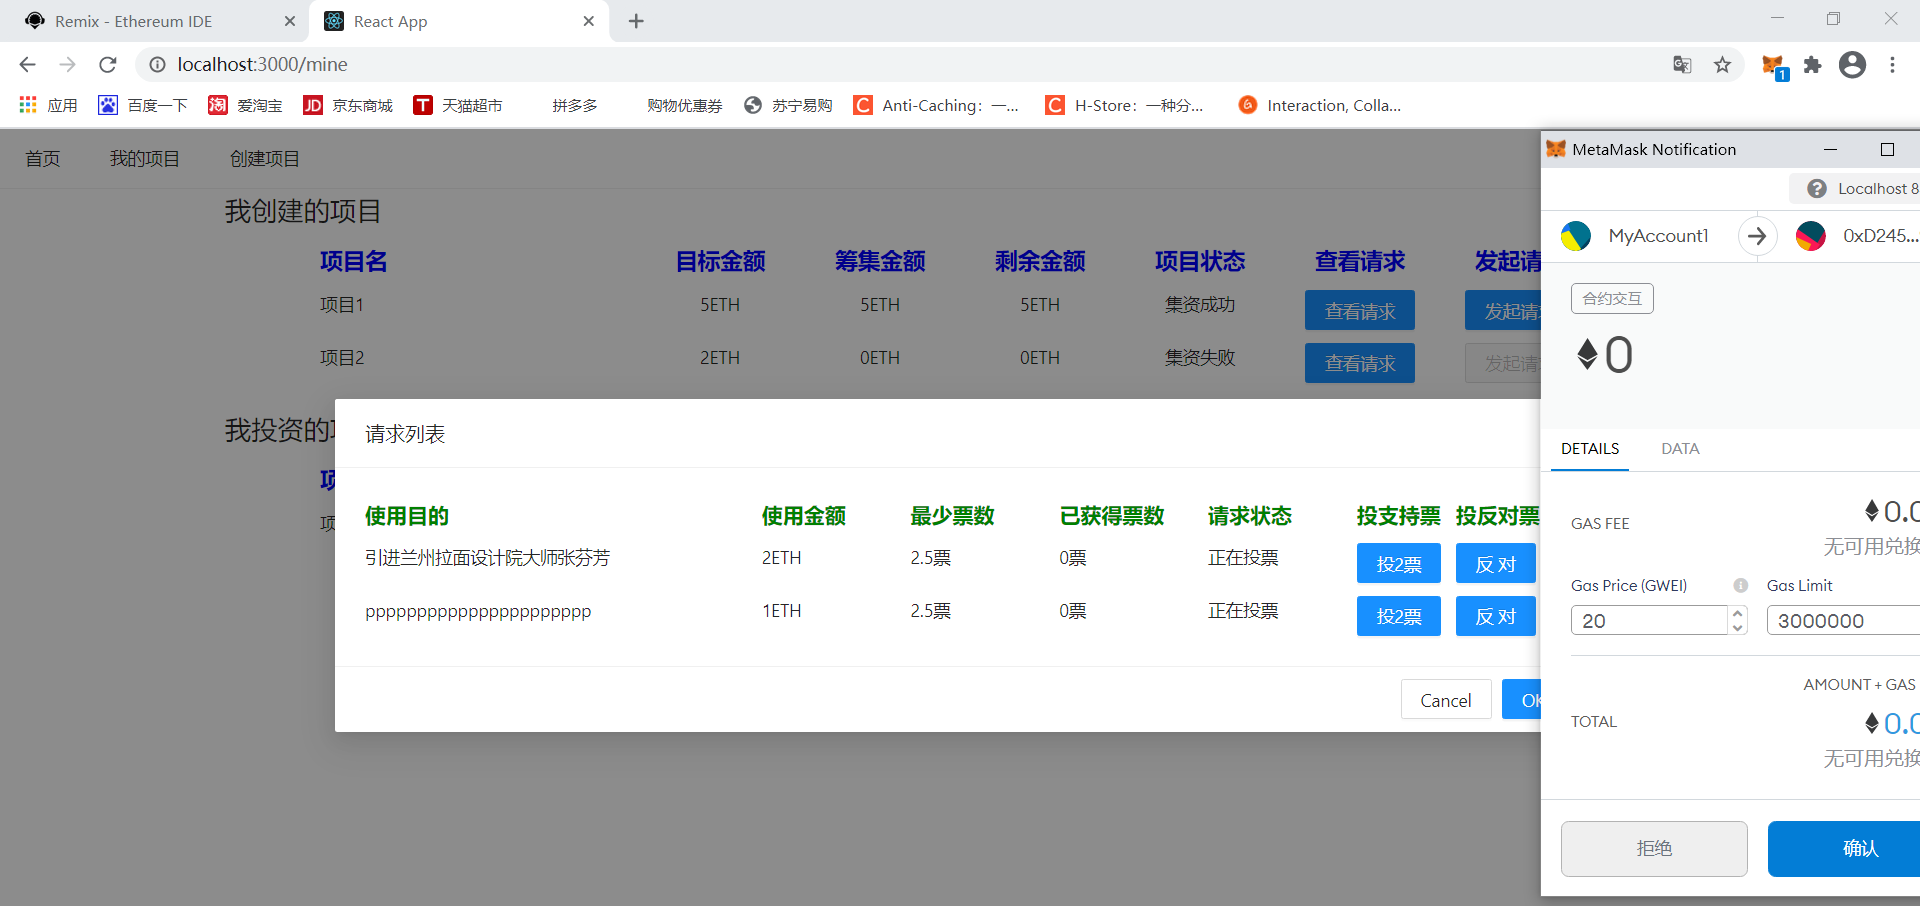 Remix - Ethereum IDE
React App
localhost:3000/mine
1
应用
百度一下
爱淘宝
京东商城
天猫超市
拼多多
购物优惠券
苏宁易购
Anti-Caching：一...
H-Store：一种分...
Interaction, Colla...
首页 我的项目 创建项目
我创建的项目
项目名 目标金额 筹集金额 剩余金额 项目状态 查看请求 发起请
项目1 5ETH 5ETH 5ETH 集资成功 查看请求 发起请
项目2 2ETH 0ETH 0ETH 集资失败 查看请求 发起请
我投资的
请求列表
使用目的 使用金额 最少票数 已获得票数 请求状态 投支持票 投反对票
引进兰州拉面设计院大师张芬芳 2ETH 2.5票 0票 正在投票 投2票 反 对
pppppppppppppppppppppp 1ETH 2.5票 0票 正在投票 投2票 反 对
Cancel OK
MetaMask Notification
Localhost 8
MyAccount1 0xD245...
合约交互
0
DETAILS DATA
GAS FEE 0.0
无可用兑换
Gas Price (GWEI) Gas Limit
20 3000000
AMOUNT + GAS
TOTAL 0.0
无可用兑换
拒绝 确认